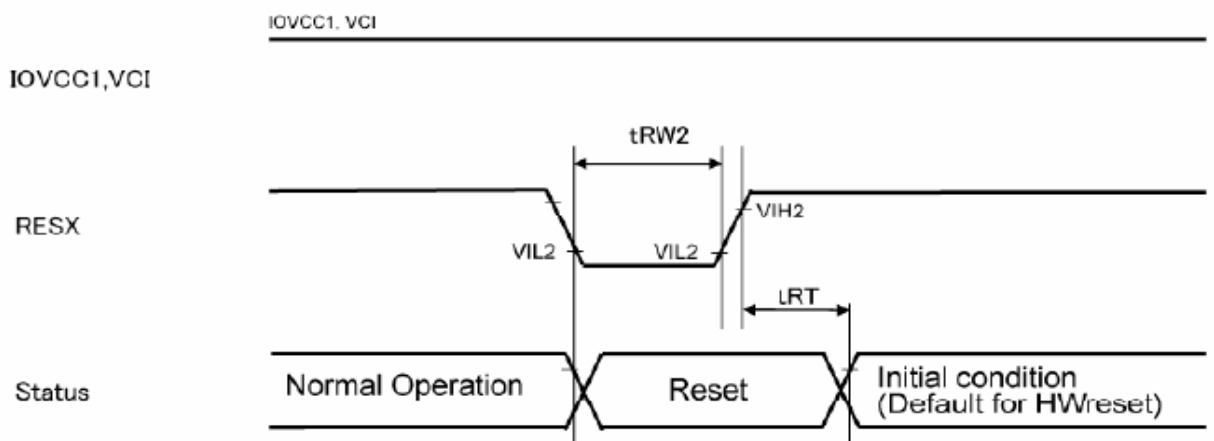 IOVCC1, VCI
IOVCC1,VCI
tRW2
RESX
VIH2
VIL2
VIL2
tRT
Status
Normal Operation
Reset
Initial condition
(Default for HWreset)